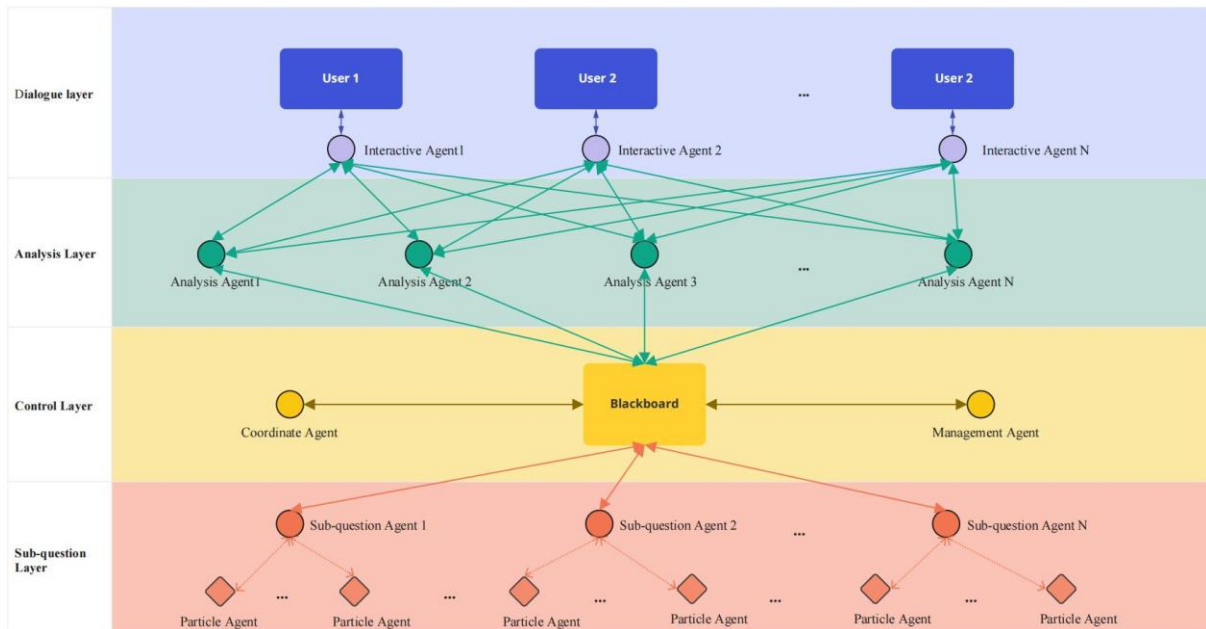 Dialogue layer
User 1
User 2
...
User 2
Interactive Agent1
Interactive Agent 2
Interactive Agent N
Analysis Layer
...
Analysis Agent1
Analysis Agent 2
Analysis Agent 3
Analysis Agent N
Control Layer
Blackboard
Coordinate Agent
Management Agent
Sub-question Layer
Sub-question Agent 1
Sub-question Agent 2
...
Sub-question Agent N
...
...
...
...
...
Particle Agent
Particle Agent
Particle Agent
Particle Agent
Particle Agent
Particle Agent